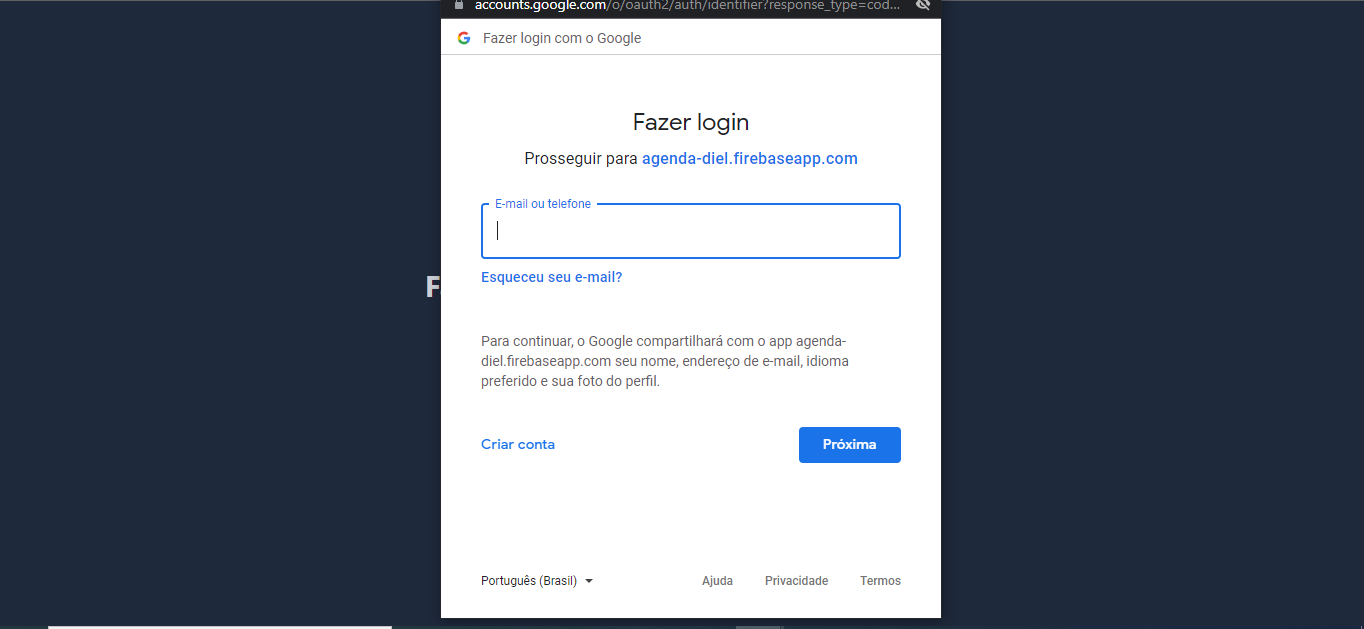 accounts.google.com/o/oauth2/auth/identifier?response_type=cod...
Fazer login com o Google
Fazer login
Prosseguir para agenda-diel.firebaseapp.com
E-mail ou telefone
Esqueceu seu e-mail?
F
Para continuar, o Google compartilhará com o app agenda-
diel.firebaseapp.com seu nome, endereço de e-mail, idioma
preferido e sua foto do perfil.
Criar conta
Próxima
Português (Brasil)
Ajuda
Privacidade
Termos